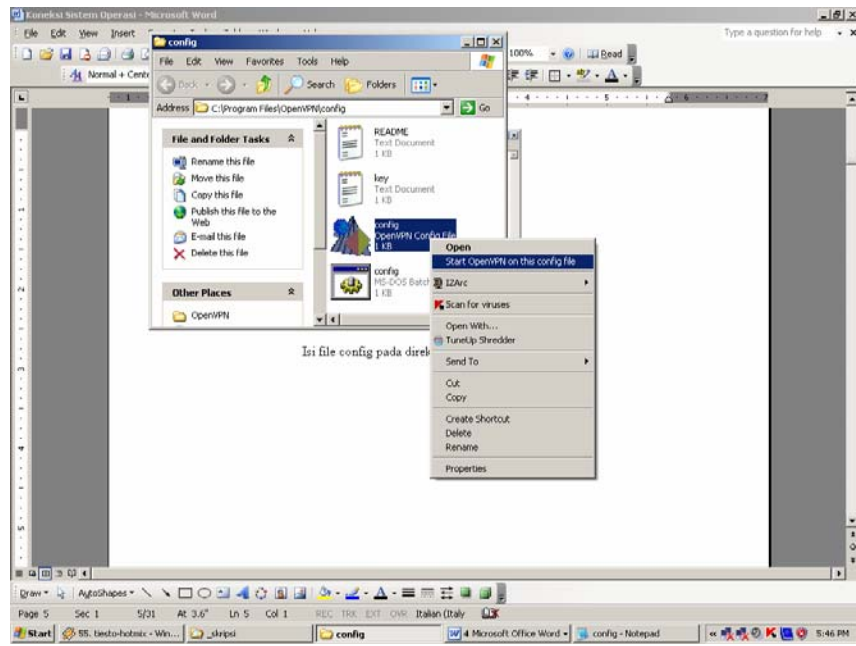 Koneksi Sistem Operasi - Microsoft Word
File Edit View Insert
Type a question for help
100%
Read
Normal + Cente
config
File Edit View Favorites Tools Help
Back
Search
Folders
Address
C:\Program Files\OpenVPN\config
Go
File and Folder Tasks
Rename this file
Move this file
Copy this file
Publish this file to the
Web
E-mail this file
Delete this file
Other Places
OpenVPN
README
Text Document
1 KB
key
Text Document
1 KB
config
OpenVPN Config File
1 KB
config
MS-DOS Batch
1 KB
Open
Start OpenVPN on this config file
IZArc
Scan for viruses
Open With...
TuneUp Shredder
Send To
Cut
Copy
Create Shortcut
Delete
Rename
Properties
Isi file config pada direk
Draw AutoShapes
Page 5 Sec 1 5/31 At 3.6" Ln 5 Col 1 REC TRK EXT OVR Italian (Italy
Start
55. tiesto-hotmix - Win...
_skripsi
config
4 Microsoft Office Word
config - Notepad
5:46 PM